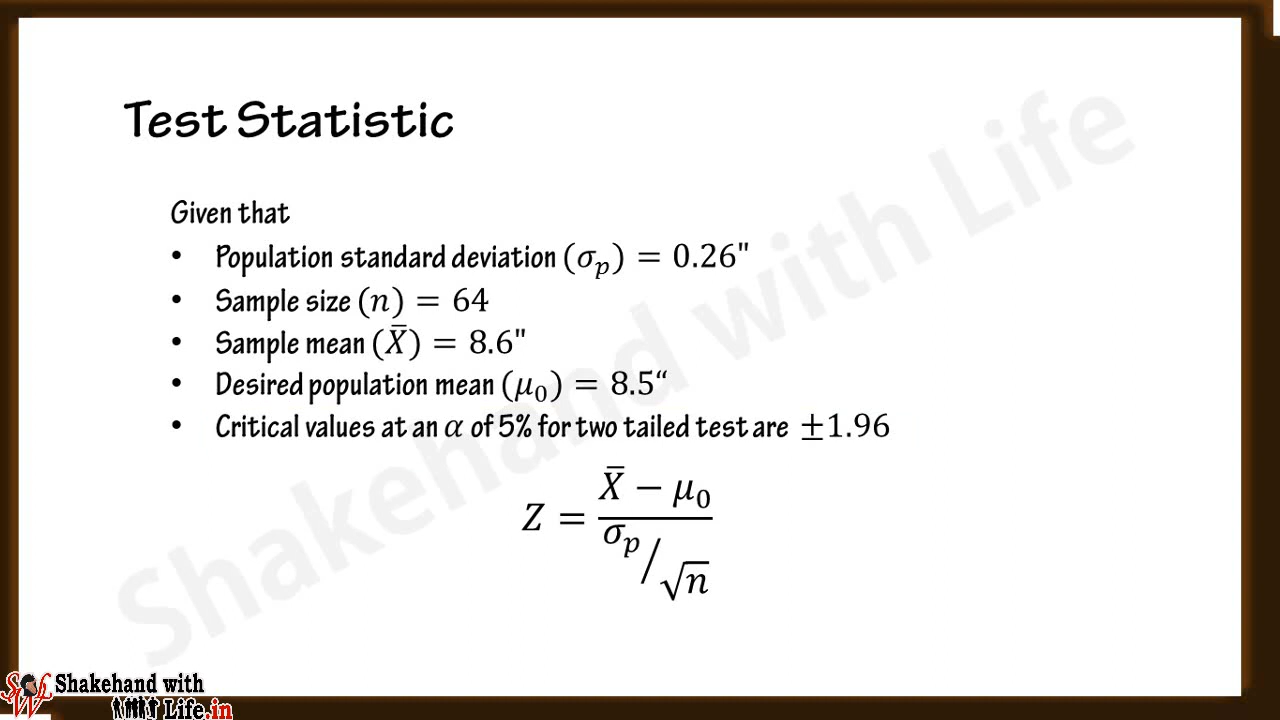 Test Statistic
Given that
• Population standard deviation (σₚ) = 0.26"
• Sample size (n) = 64
• Sample mean (X̄) = 8.6"
• Desired population mean (μ₀) = 8.5“
• Critical values at an α of 5% for two tailed test are ±1.96
Z = (X̄ − μ₀) / (σₚ/√n)
Shakehand with Life
SWL Shakehand with
Life.in